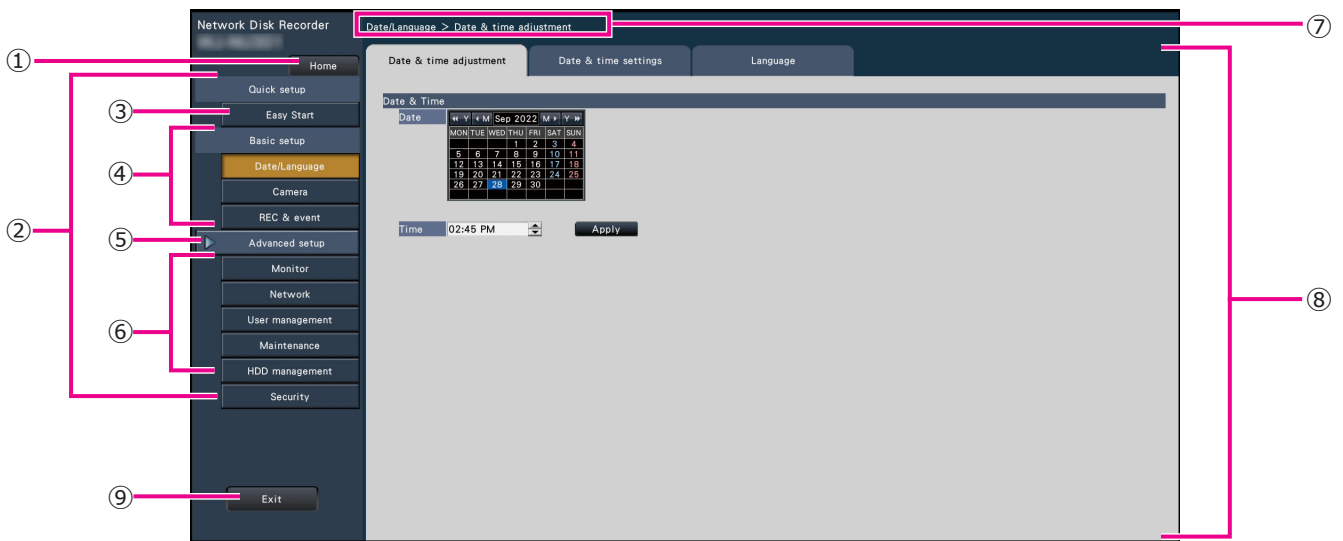 Network Disk Recorder
Date/Language > Date & time adjustment
⑦
①
Home
②
Quick setup
③
Easy Start
④
Basic setup
Date/Language
Camera
REC & event
⑤
Advanced setup
⑥
Monitor
Network
User management
Maintenance
HDD management
Security
⑨
Exit
Date & time adjustment
Date & time settings
Language
Date & Time
Date
Y M Sep 2022 M Y
MON TUE WED THU FRI SAT SUN
1 2 3 4
5 6 7 8 9 10 11
12 13 14 15 16 17 18
19 20 21 22 23 24 25
26 27 28 29 30
Time 02:45 PM Apply
⑧